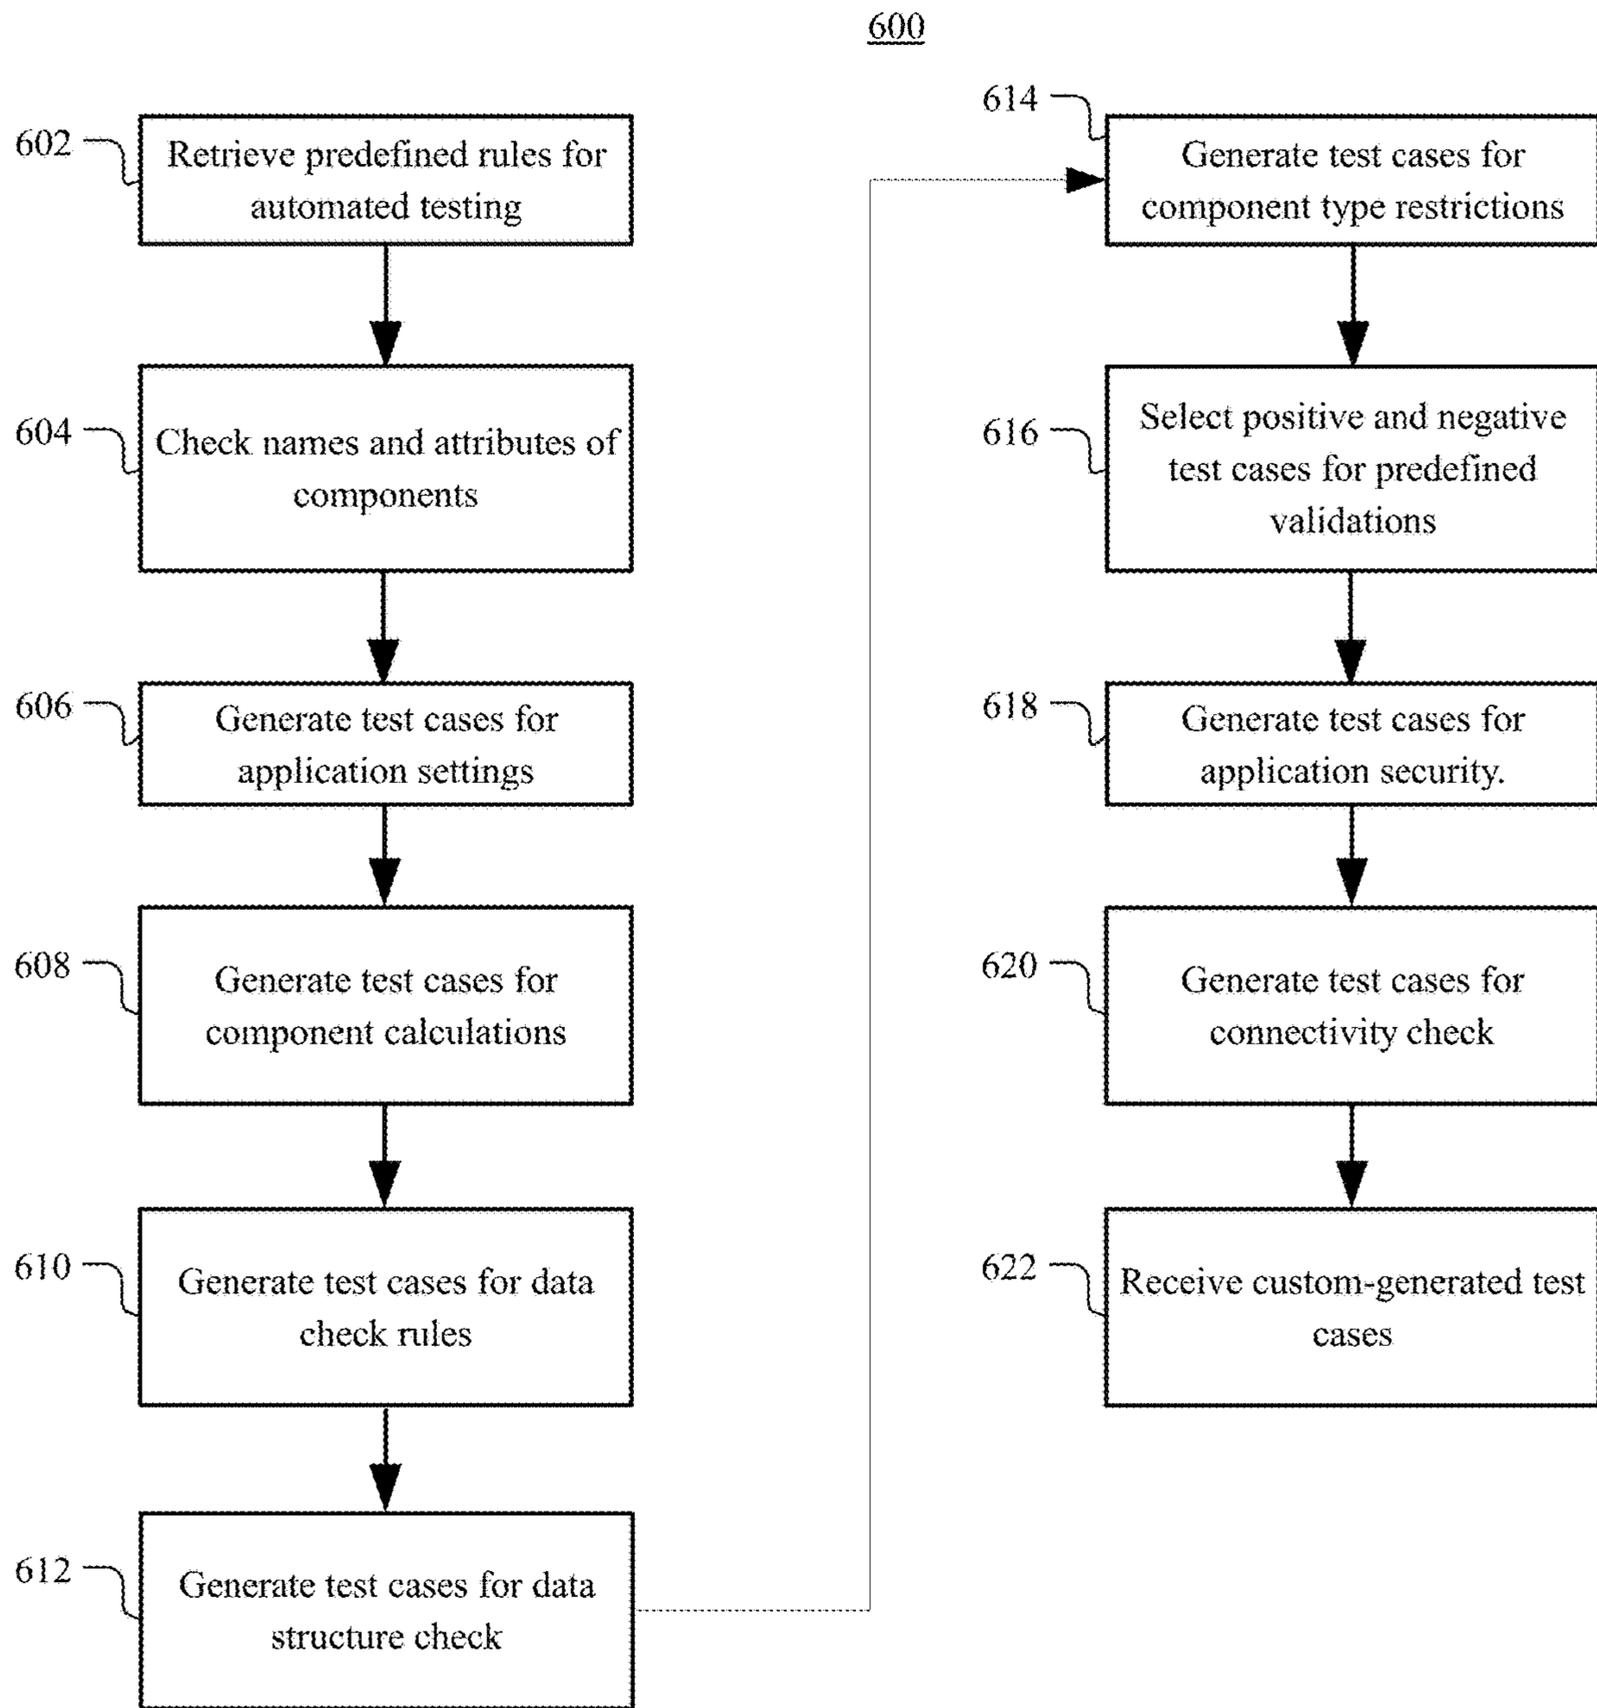 600
602
Retrieve predefined rules for
automated testing
604
Check names and attributes of
components
606
Generate test cases for
application settings
608
Generate test cases for
component calculations
610
Generate test cases for data
check rules
612
Generate test cases for data
structure check
614
Generate test cases for
component type restrictions
616
Select positive and negative
test cases for predefined
validations
618
Generate test cases for
application security.
620
Generate test cases for
connectivity check
622
Receive custom-generated test
cases